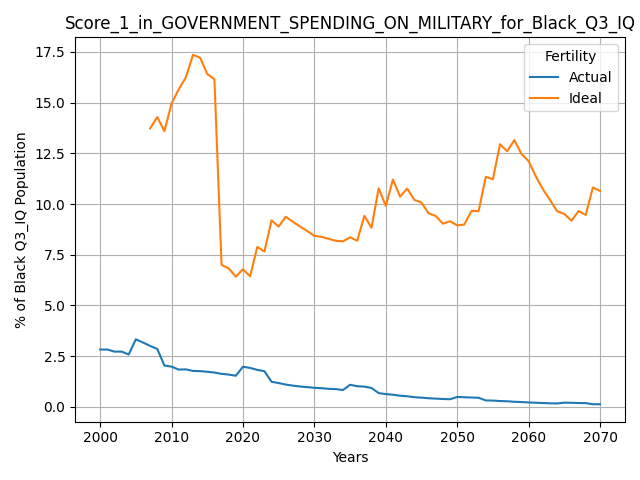 Score_1_in_GOVERNMENT_SPENDING_ON_MILITARY_for_Black_Q3_IQ
Fertility
Actual
Ideal
% of Black Q3_IQ Population
17.5
15.0
12.5
10.0
7.5
5.0
2.5
0.0
2000 2010 2020 2030 2040 2050 2060 2070
Years